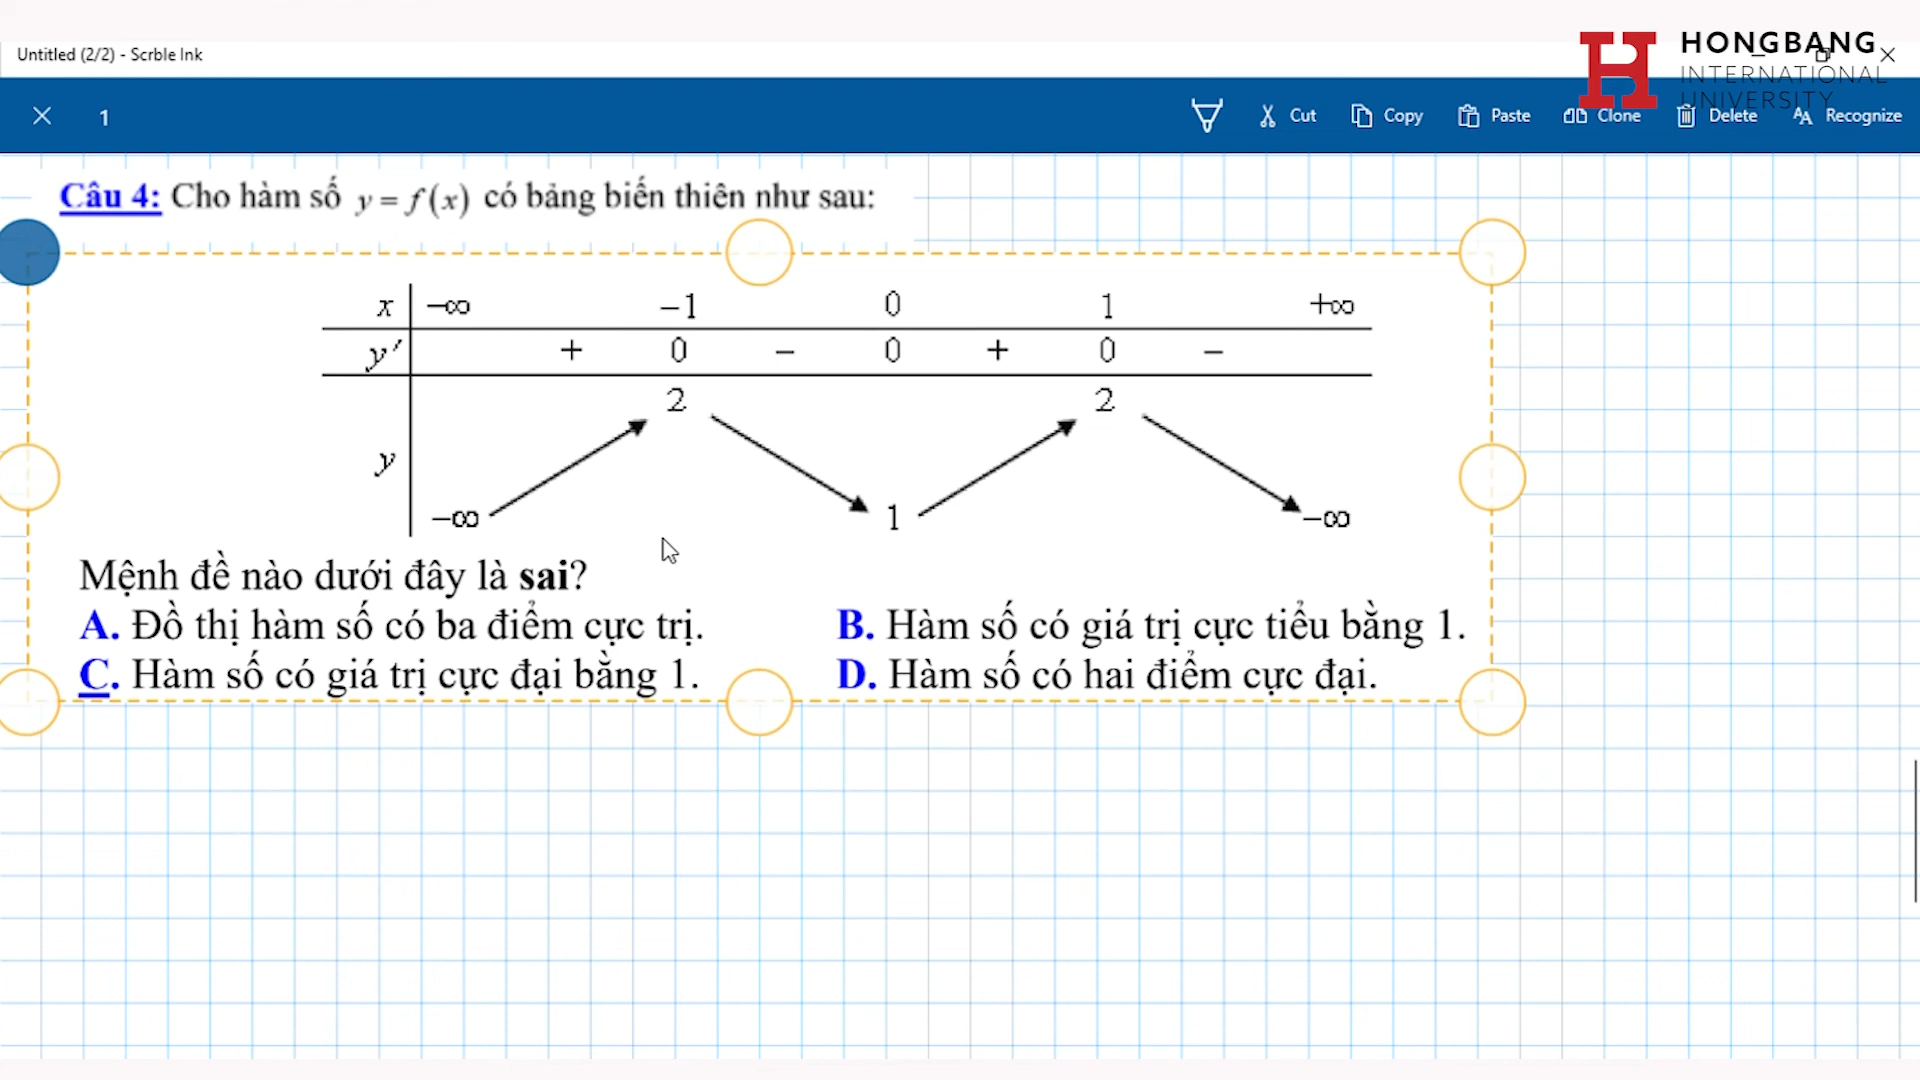 HONGBANG
INTERNATIONAL
UNIVERSITY
Untitled (2/2) - Scrble Ink
1 Cut Copy Paste Clone Delete Recognize
Câu 4: Cho hàm số y = f(x) có bảng biến thiên như sau:
x −∞ −1 0 1 +∞
y′ + 0 − 0 + 0 −
2 2
y
−∞ 1 −∞
Mệnh đề nào dưới đây là sai?
A. Đồ thị hàm số có ba điểm cực trị. B. Hàm số có giá trị cực tiểu bằng 1.
C. Hàm số có giá trị cực đại bằng 1. D. Hàm số có hai điểm cực đại.